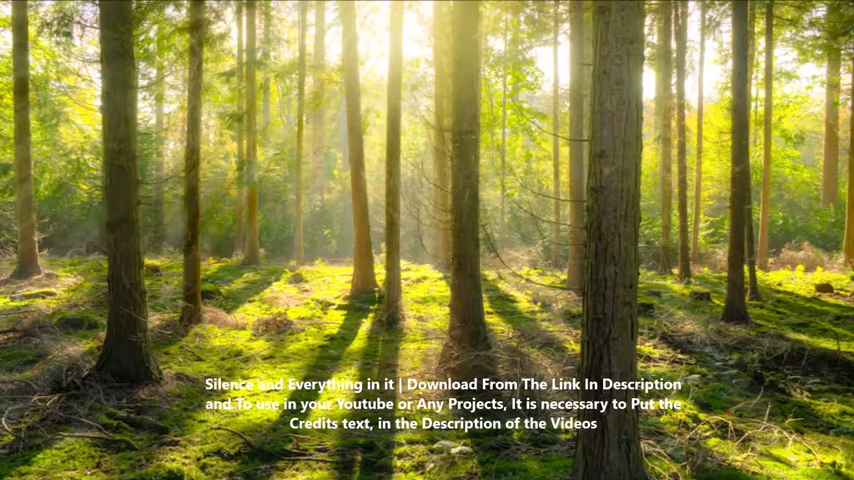 Silence and Everything in it | Download From The Link In Description
and To use in your Youtube or Any Projects, It is necessary to Put the
Credits text, in the Description of the Videos